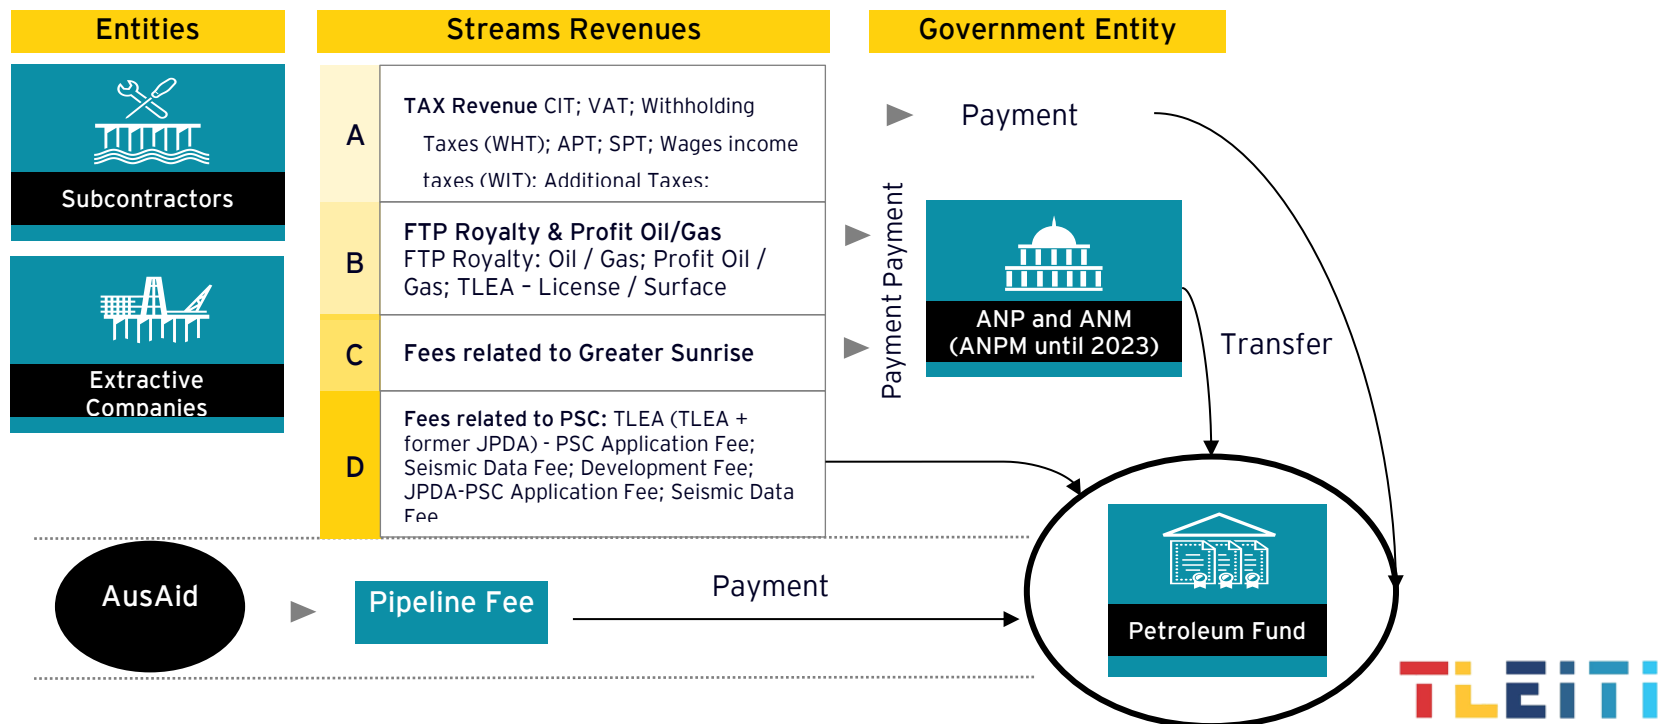 Entities
Streams Revenues
Government Entity
Subcontractors
Extractive
Companies
A
TAX Revenue CIT; VAT; Withholding
Taxes (WHT); APT; SPT; Wages income
taxes (WIT); Additional Taxes;
B
FTP Royalty & Profit Oil/Gas
FTP Royalty: Oil / Gas; Profit Oil /
Gas; TLEA – License / Surface
C
Fees related to Greater Sunrise
D
Fees related to PSC: TLEA (TLEA +
former JPDA) - PSC Application Fee;
Seismic Data Fee; Development Fee;
JPDA-PSC Application Fee; Seismic Data
Fee
Payment
Payment Payment
ANP and ANM
(ANPM until 2023)
Transfer
AusAid
Pipeline Fee
Payment
Petroleum Fund
TLEITI